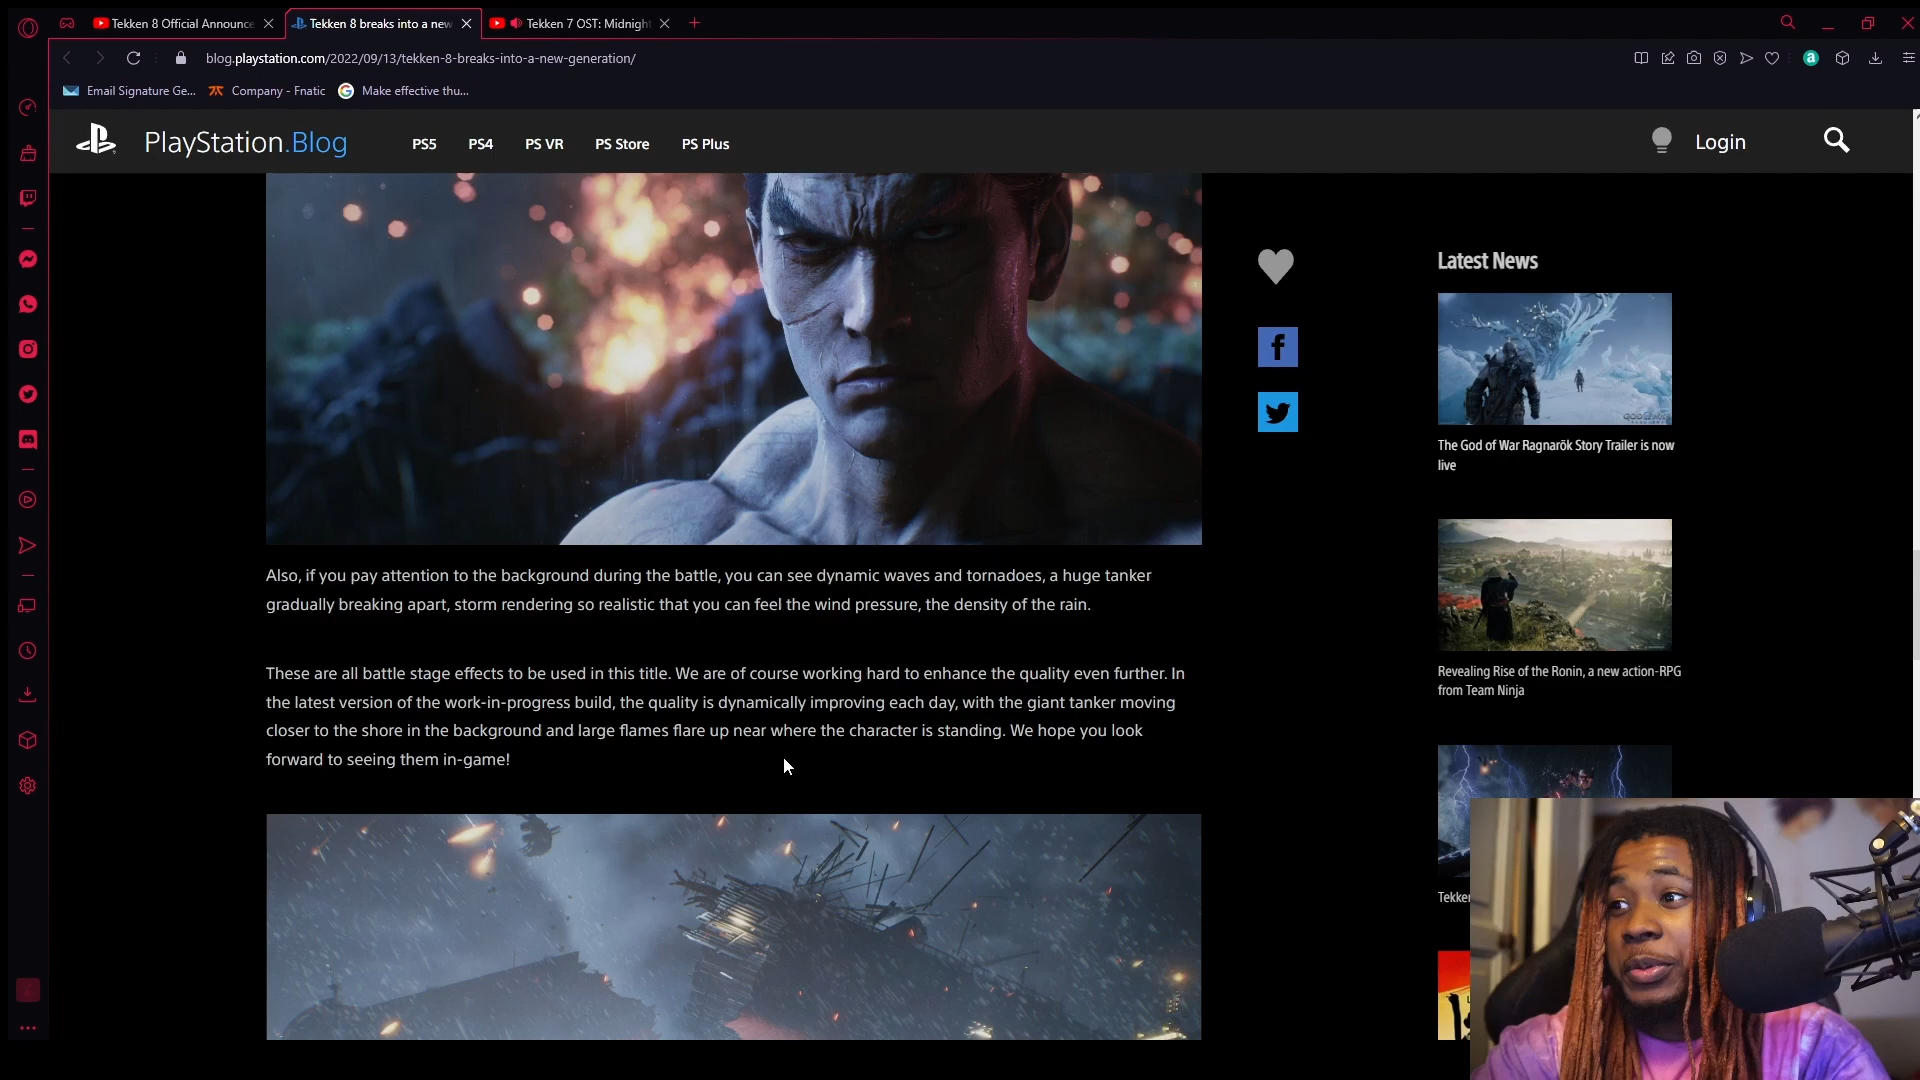 Tekken 8 Official Announce
Tekken 8 breaks into a new
Tekken 7 OST: Midnight
blog.playstation.com/2022/09/13/tekken-8-breaks-into-a-new-generation/
Email Signature Ge...
Company - Fnatic
Make effective thu...
PlayStation.Blog
PS5
PS4
PS VR
PS Store
PS Plus
Login
Latest News
The God of War Ragnarök Story Trailer is now
live
Also, if you pay attention to the background during the battle, you can see dynamic waves and tornadoes, a huge tanker
gradually breaking apart, storm rendering so realistic that you can feel the wind pressure, the density of the rain.
These are all battle stage effects to be used in this title. We are of course working hard to enhance the quality even further. In
the latest version of the work-in-progress build, the quality is dynamically improving each day, with the giant tanker moving
closer to the shore in the background and large flames flare up near where the character is standing. We hope you look
forward to seeing them in-game!
Revealing Rise of the Ronin, a new action-RPG
from Team Ninja
Tekken